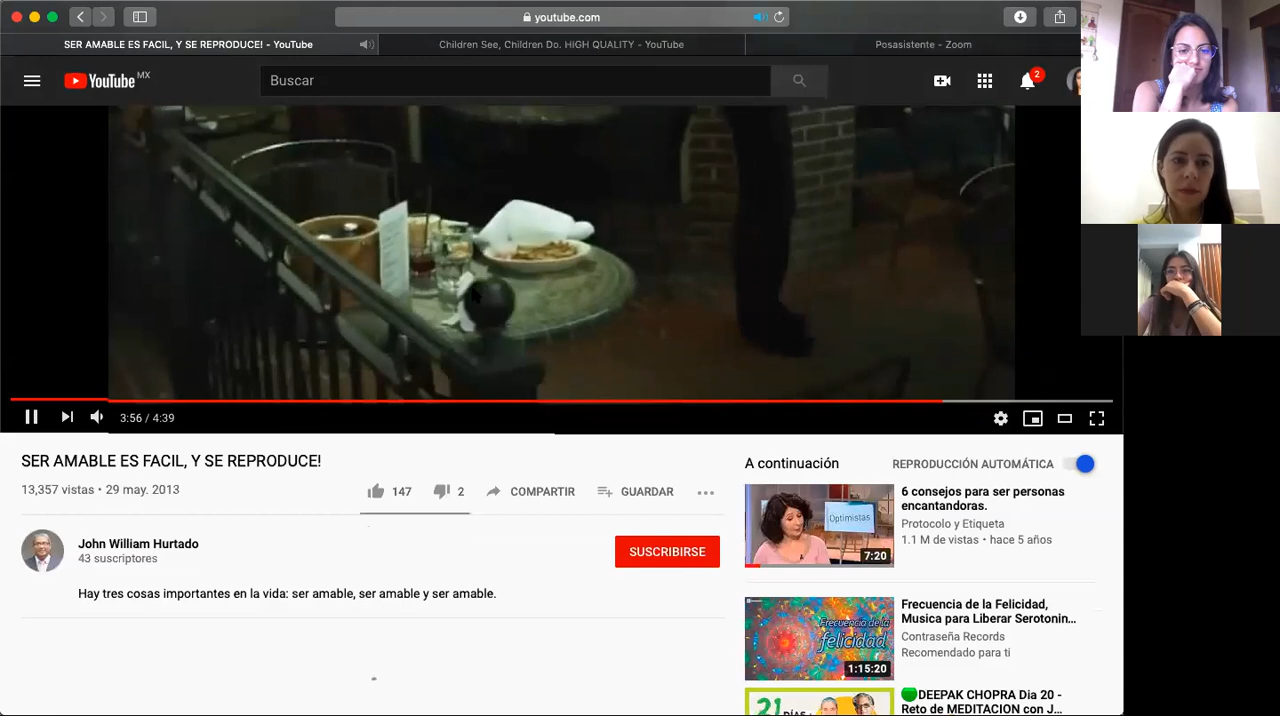 youtube.com
SER AMABLE ES FACIL, Y SE REPRODUCE! - YouTube
Children See, Children Do. HIGH QUALITY - YouTube
Posasistente - Zoom
YouTube MX
Buscar
2
3:56 / 4:39
SER AMABLE ES FACIL, Y SE REPRODUCE!
13,357 vistas • 29 may. 2013
147
2
COMPARTIR
GUARDAR
John William Hurtado
43 suscriptores
SUSCRIBIRSE
Hay tres cosas importantes en la vida: ser amable, ser amable y ser amable.
A continuación
REPRODUCCIÓN AUTOMÁTICA
Optimistas
7:20
6 consejos para ser personas
encantandoras.
Protocolo y Etiqueta
1.1 M de vistas • hace 5 años
Frecuencia de la
felicidad
1:15:20
Frecuencia de la Felicidad,
Musica para Liberar Serotonin...
Contraseña Records
Recomendado para ti
21 DÍAS
DEEPAK CHOPRA Dia 20 -
Reto de MEDITACION con J...